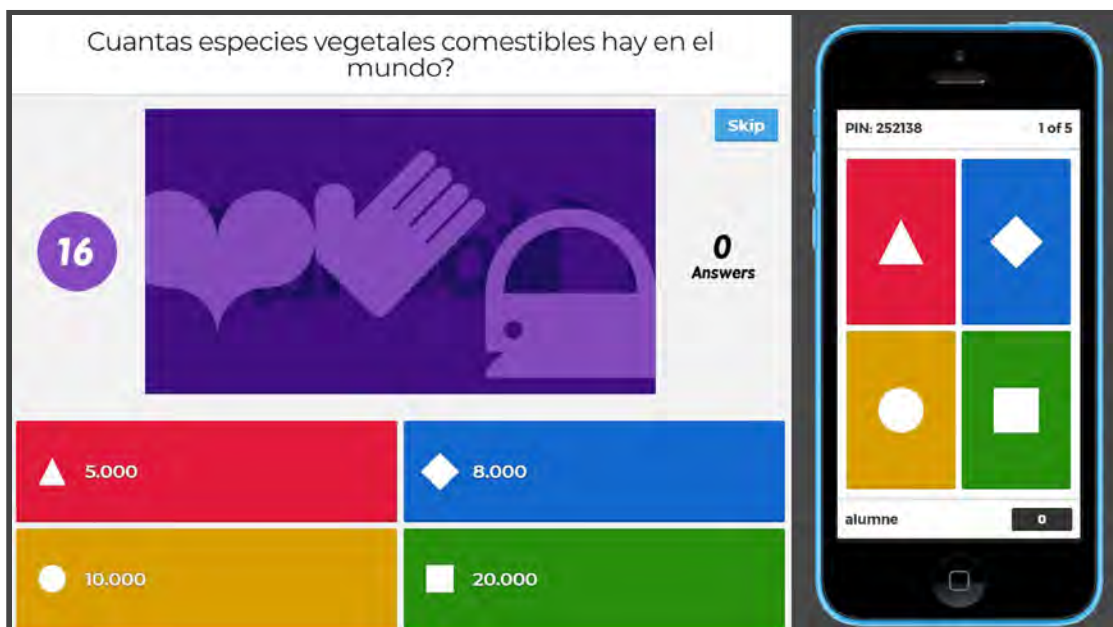 Cuantas especies vegetales comestibles hay en el
mundo?
Skip
16
0
Answers
5.000
8.000
10.000
20.000
PIN: 252138
1 of 5
alumne
0